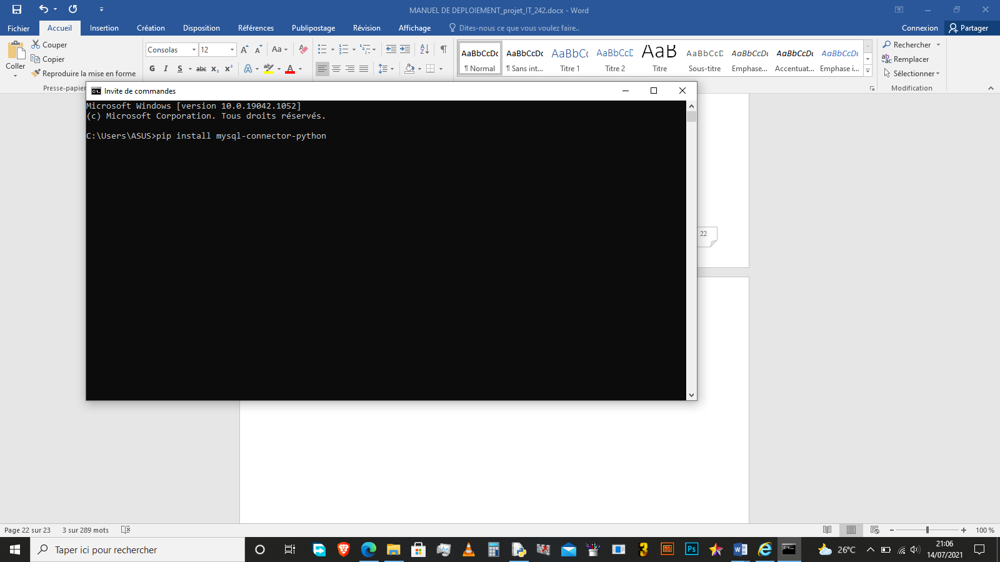 MANUEL DE DEPLOIEMENT_projet_IT_242.docx - Word
Fichier Accueil Insertion Création Disposition Références Publipostage Révision Affichage Dites-nous ce que vous voulez faire.. Connexion Partager
Coller
Couper
Copier
Reproduire la mise en forme
Presse-papier
Consolas 12
G I S abc x₂ x²
AaBbCcDc AaBbCcDc AaBbCc AaBbCcD AaB AaBbCcD AaBbCcDc AaBbCcDc AaBbCcDc
¶ Normal ¶ Sans int... Titre 1 Titre 2 Titre Sous-titre Emphase... Accentuat... Emphase i...
Rechercher
Remplacer
Sélectionner
Modification
Invite de commandes
Microsoft Windows [version 10.0.19042.1052]
(c) Microsoft Corporation. Tous droits réservés.
C:\Users\ASUS>pip install mysql-connector-python
22
Page 22 sur 23 3 sur 289 mots 100 %
Taper ici pour rechercher
26°C
21:06
14/07/2021